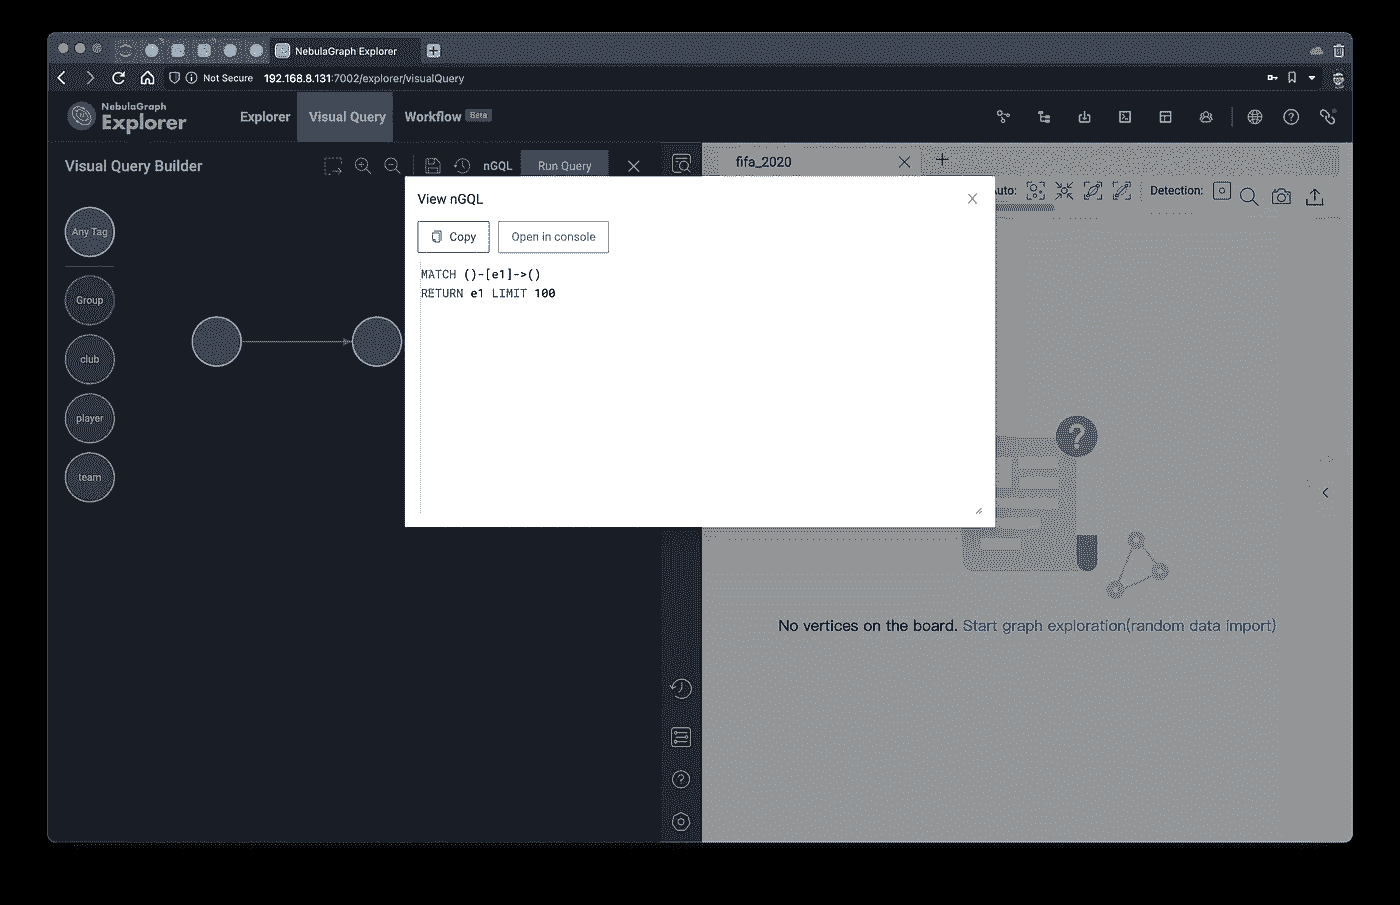 NebulaGraph Explorer
Not Secure 192.168.8.131:7002/explorer/visualQuery
NebulaGraph
Explorer
Explorer Visual Query Workflow Beta
Visual Query Builder
nGQL Run Query
fifa_2020
Auto: Detection:
Any Tag
Group
club
player
team
View nGQL
Copy Open in console
MATCH ()-[e1]->()
RETURN e1 LIMIT 100
No vertices on the board. Start graph exploration(random data import)